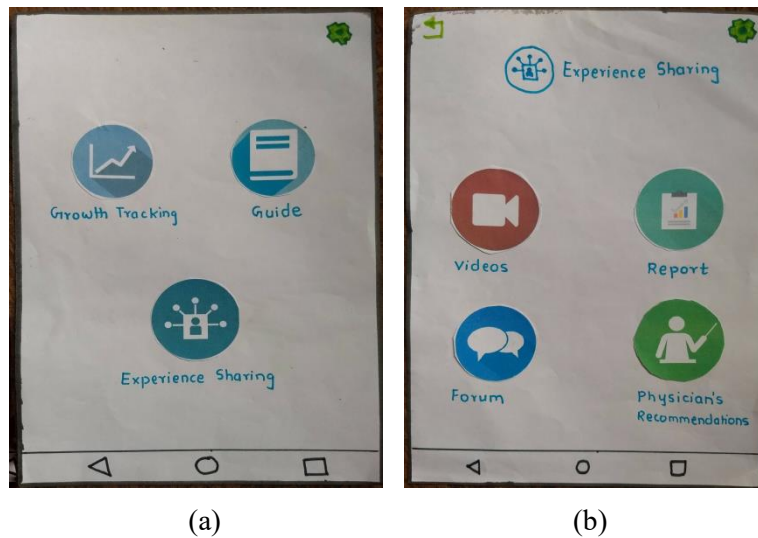 Growth Tracking
Guide
Experience Sharing
Experience Sharing
Videos
Report
Forum
Physician's
Recommendations
(a)
(b)